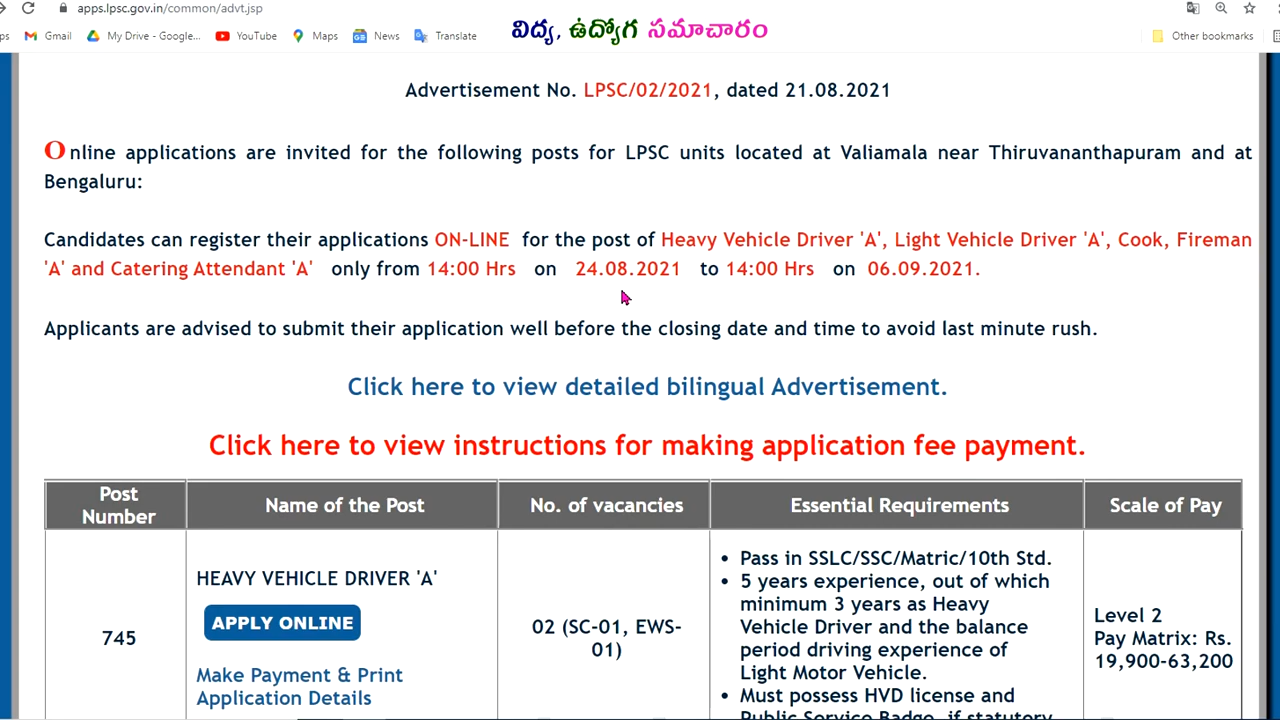 apps.lpsc.gov.in/common/advt.jsp
ps Gmail My Drive - Google... YouTube Maps News Translate Other bookmarks
విద్య, ఉద్యోగ సమాచారం
Advertisement No. LPSC/02/2021, dated 21.08.2021
Online applications are invited for the following posts for LPSC units located at Valiamala near Thiruvananthapuram and at
Bengaluru:
Candidates can register their applications ON-LINE for the post of Heavy Vehicle Driver 'A', Light Vehicle Driver 'A', Cook, Fireman
'A' and Catering Attendant 'A' only from 14:00 Hrs on 24.08.2021 to 14:00 Hrs on 06.09.2021.
Applicants are advised to submit their application well before the closing date and time to avoid last minute rush.
Click here to view detailed bilingual Advertisement.
Click here to view instructions for making application fee payment.
Post
Number
Name of the Post
No. of vacancies
Essential Requirements
Scale of Pay
745
HEAVY VEHICLE DRIVER 'A'
APPLY ONLINE
Make Payment & Print
Application Details
02 (SC-01, EWS-
01)
• Pass in SSLC/SSC/Matric/10th Std.
• 5 years experience, out of which
minimum 3 years as Heavy
Vehicle Driver and the balance
period driving experience of
Light Motor Vehicle.
• Must possess HVD license and
Public Service Badge, if statutory
Level 2
Pay Matrix: Rs.
19,900-63,200